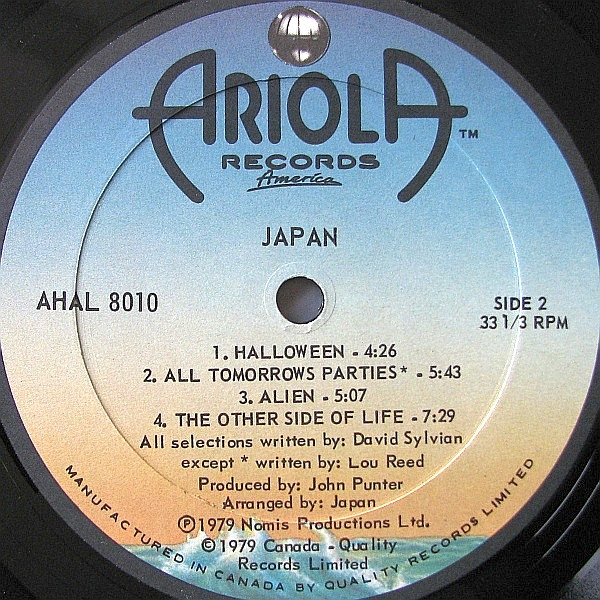 ARIOLA ™
RECORDS
America
JAPAN
AHAL 8010
SIDE 2
33 1/3 RPM
1. HALLOWEEN - 4:26
2. ALL TOMORROWS PARTIES* - 5:43
3. ALIEN - 5:07
4. THE OTHER SIDE OF LIFE - 7:29
All selections written by: David Sylvian
except * written by: Lou Reed
Produced by: John Punter
Arranged by: Japan
℗1979 Nomis Productions Ltd.
©1979 Canada - Quality
Records Limited
MANUFACTURED IN CANADA BY QUALITY RECORDS LIMITED